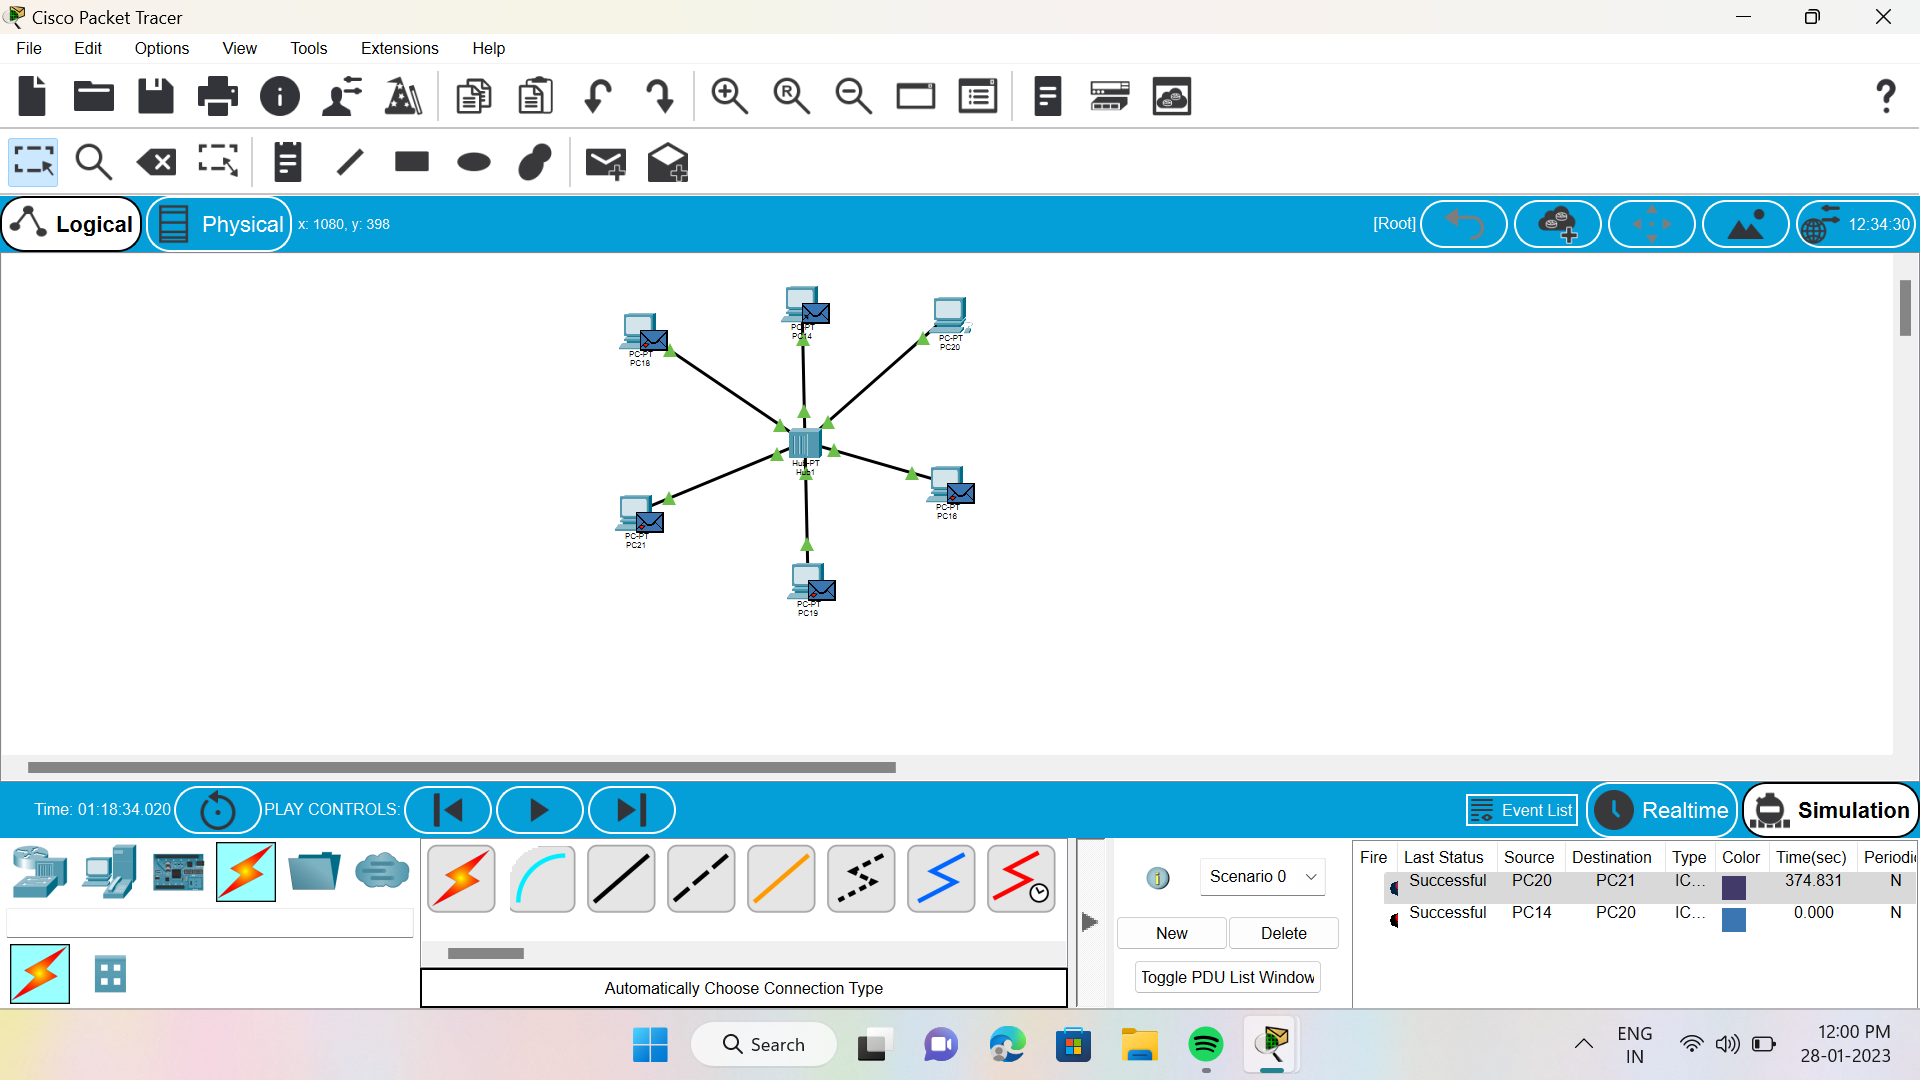 Cisco Packet Tracer
File Edit Options View Tools Extensions Help
Logical Physical x: 1080, y: 398 [Root] 12:34:30
PC-PT
PC14
PC-PT
PC20
PC-PT
PC18
Hub-PT
Hub1
PC-PT
PC16
PC-PT
PC21
PC-PT
PC19
Time: 01:18:34.020 PLAY CONTROLS: Event List Realtime Simulation
Fire Last Status Source Destination Type Color Time(sec) Periodic
Successful PC20 PC21 IC... 374.831 N
Successful PC14 PC20 IC... 0.000 N
Scenario 0
New Delete
Toggle PDU List Window
Automatically Choose Connection Type
Search
ENG
IN
12:00 PM
28-01-2023